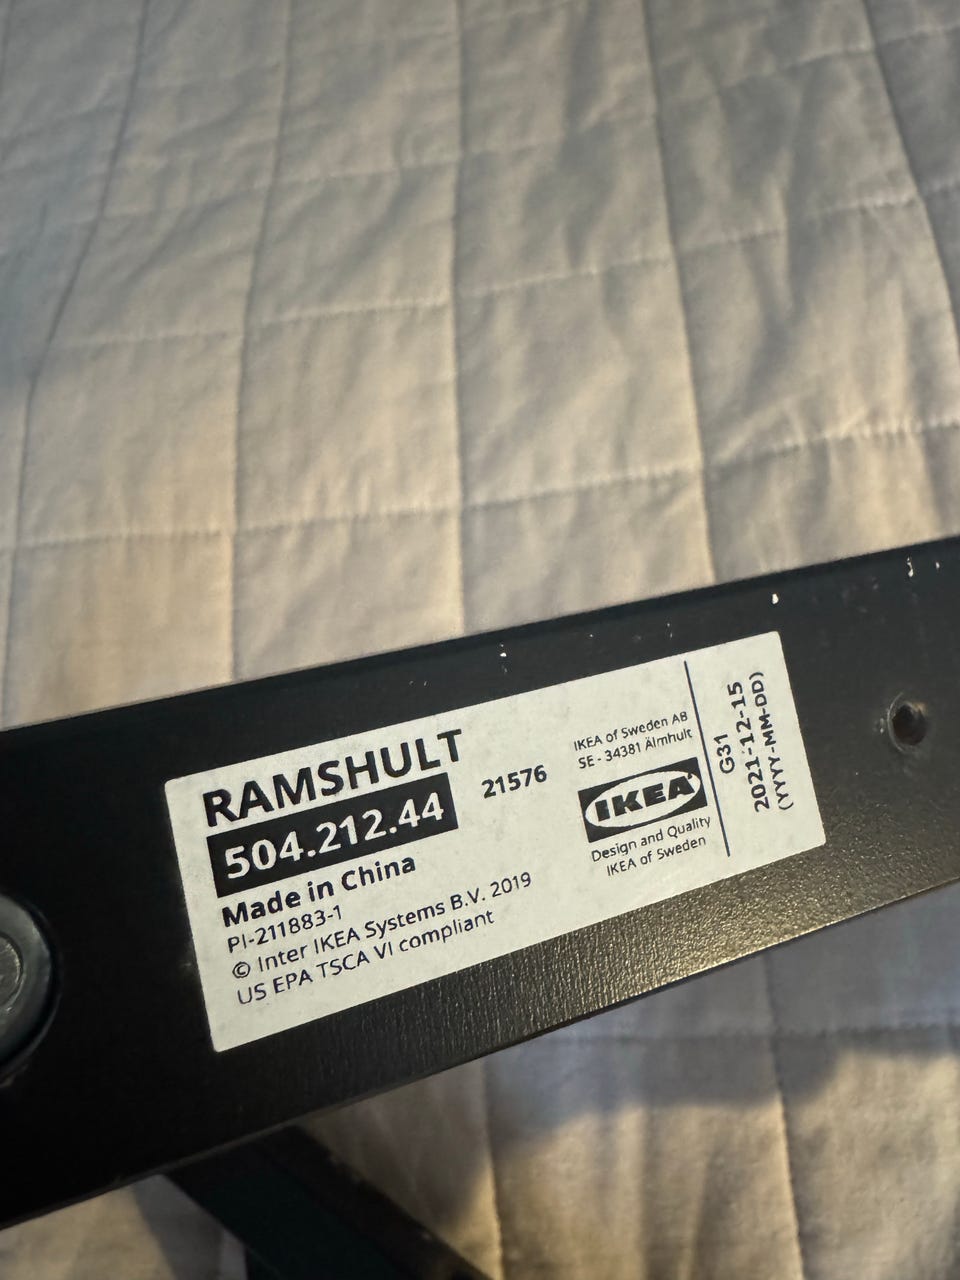 RAMSHULT
504.212.44
21576
Made in China
PI-211883-1
© Inter IKEA Systems B.V. 2019
US EPA TSCA VI compliant
IKEA of Sweden AB
SE - 34381 Älmhult
IKEA
Design and Quality
IKEA of Sweden
G31
2021-12-15
(YYYY-MM-DD)